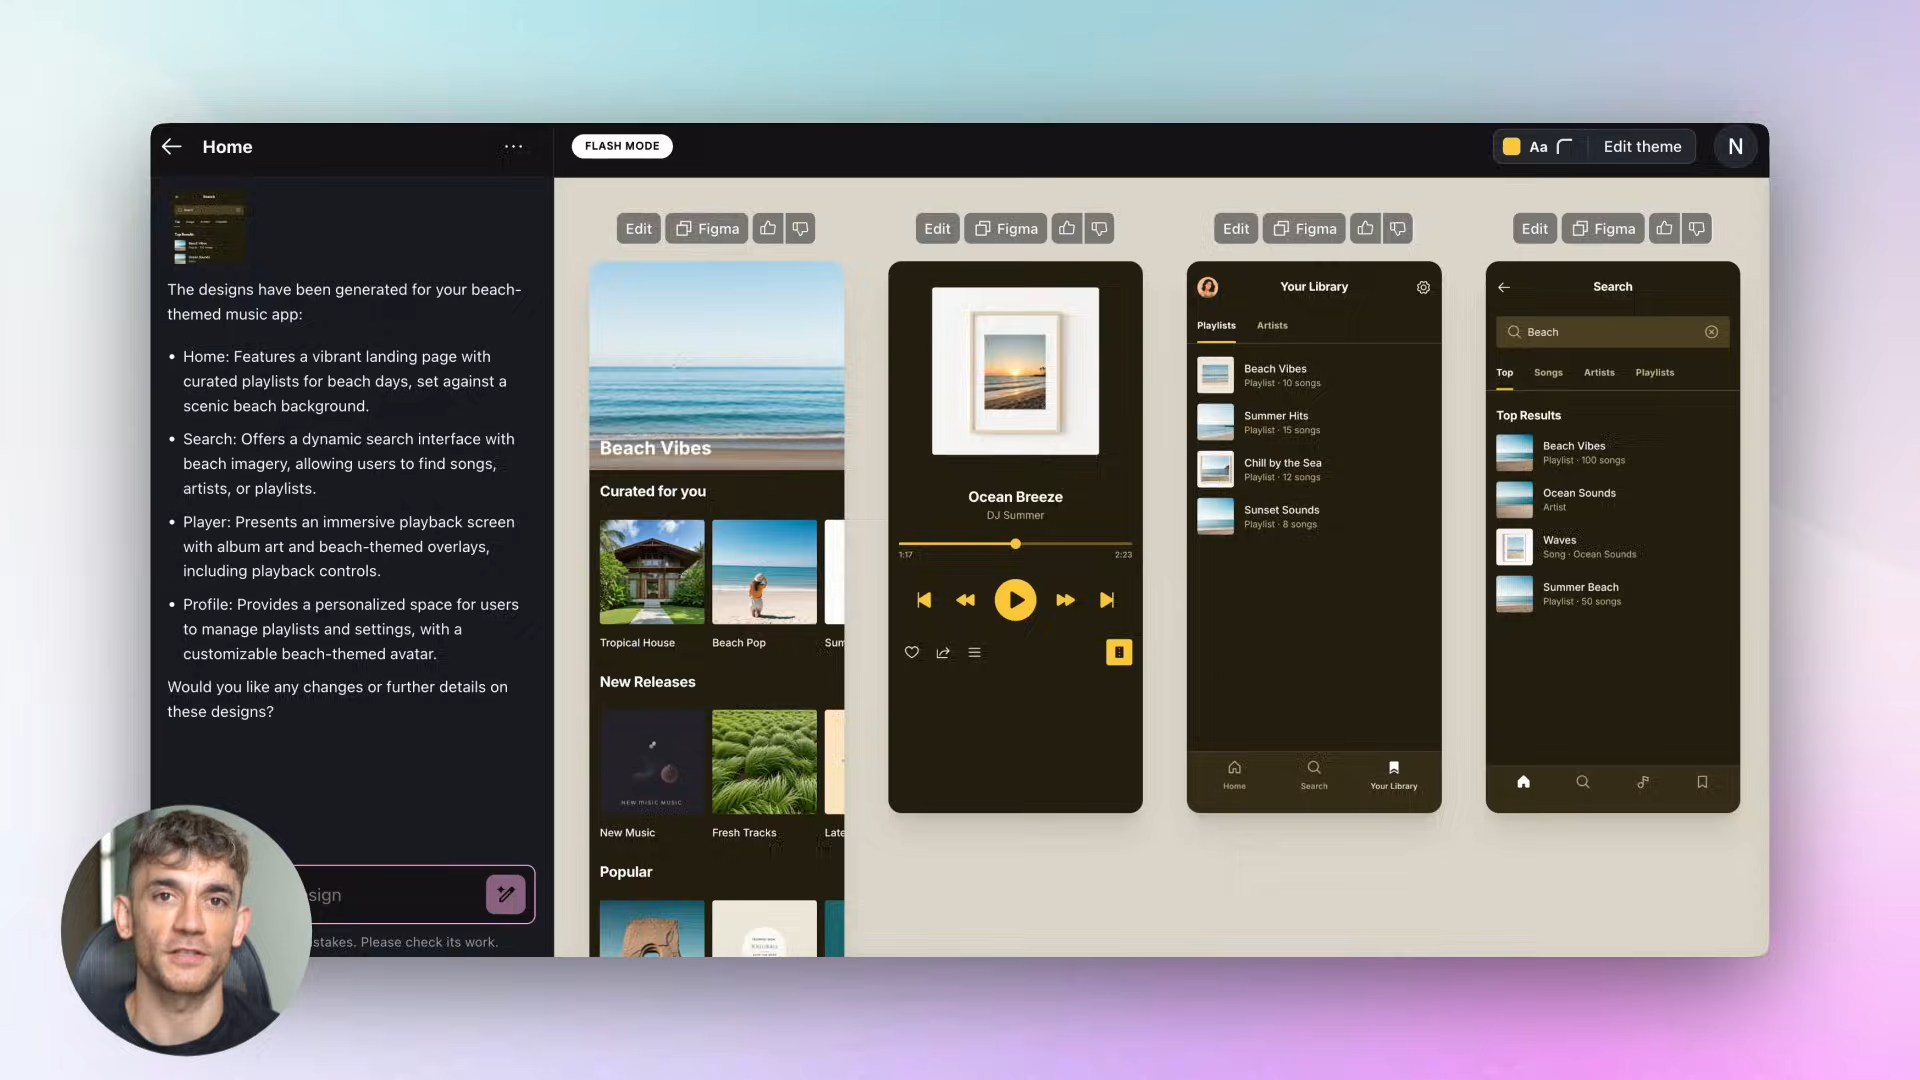 Home
...
FLASH MODE
Aa
Edit theme
N
Search
The designs have been generated for your beach-
themed music app:
• Home: Features a vibrant landing page with
curated playlists for beach days, set against a
scenic beach background.
• Search: Offers a dynamic search interface with
beach imagery, allowing users to find songs,
artists, or playlists.
• Player: Presents an immersive playback screen
with album art and beach-themed overlays,
including playback controls.
• Profile: Provides a personalized space for users
to manage playlists and settings, with a
customizable beach-themed avatar.
Would you like any changes or further details on
these designs?
sign
stakes. Please check its work.
Edit
Figma
Beach Vibes
Curated for you
Tropical House
Beach Pop
Sum
New Releases
NEW MISIC MUSIC
New Music
Fresh Tracks
Late
Popular
Edit
Figma
Ocean Breeze
DJ Summer
1:17
2:23
Edit
Figma
Your Library
Playlists
Artists
Beach Vibes
Playlist · 10 songs
Summer Hits
Playlist · 15 songs
Chill by the Sea
Playlist · 12 songs
Sunset Sounds
Playlist · 8 songs
Home
Search
Your Library
Edit
Figma
Search
Beach
Top
Songs
Artists
Playlists
Top Results
Beach Vibes
Playlist · 100 songs
Ocean Sounds
Artist
Waves
Song · Ocean Sounds
Summer Beach
Playlist · 50 songs